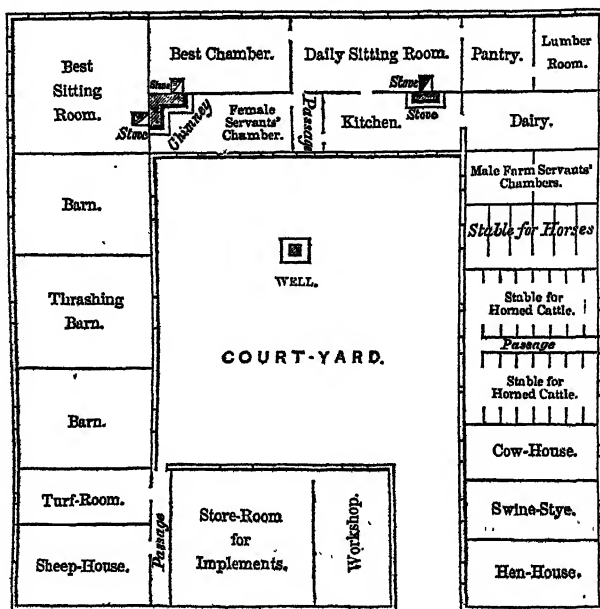 Best
Sitting
Room.
Best Chamber.
Daily Sitting Room.
Pantry.
Lumber
Room.
Stove
Stove
Stove
Chimney
Female
Servants'
Chamber.
Passage
Kitchen.
Stove
Dairy.
Male Farm Servants'
Chambers.
Stable for Horses
Barn.
WELL.
Thrashing
Barn.
Stable for
Horned Cattle.
COURT-YARD.
Passage
Stable for
Horned Cattle.
Barn.
Cow-House.
Turf-Room.
Passage
Store-Room
for
Implements.
Workshop.
Swine-Stye.
Sheep-House.
Hen-House.